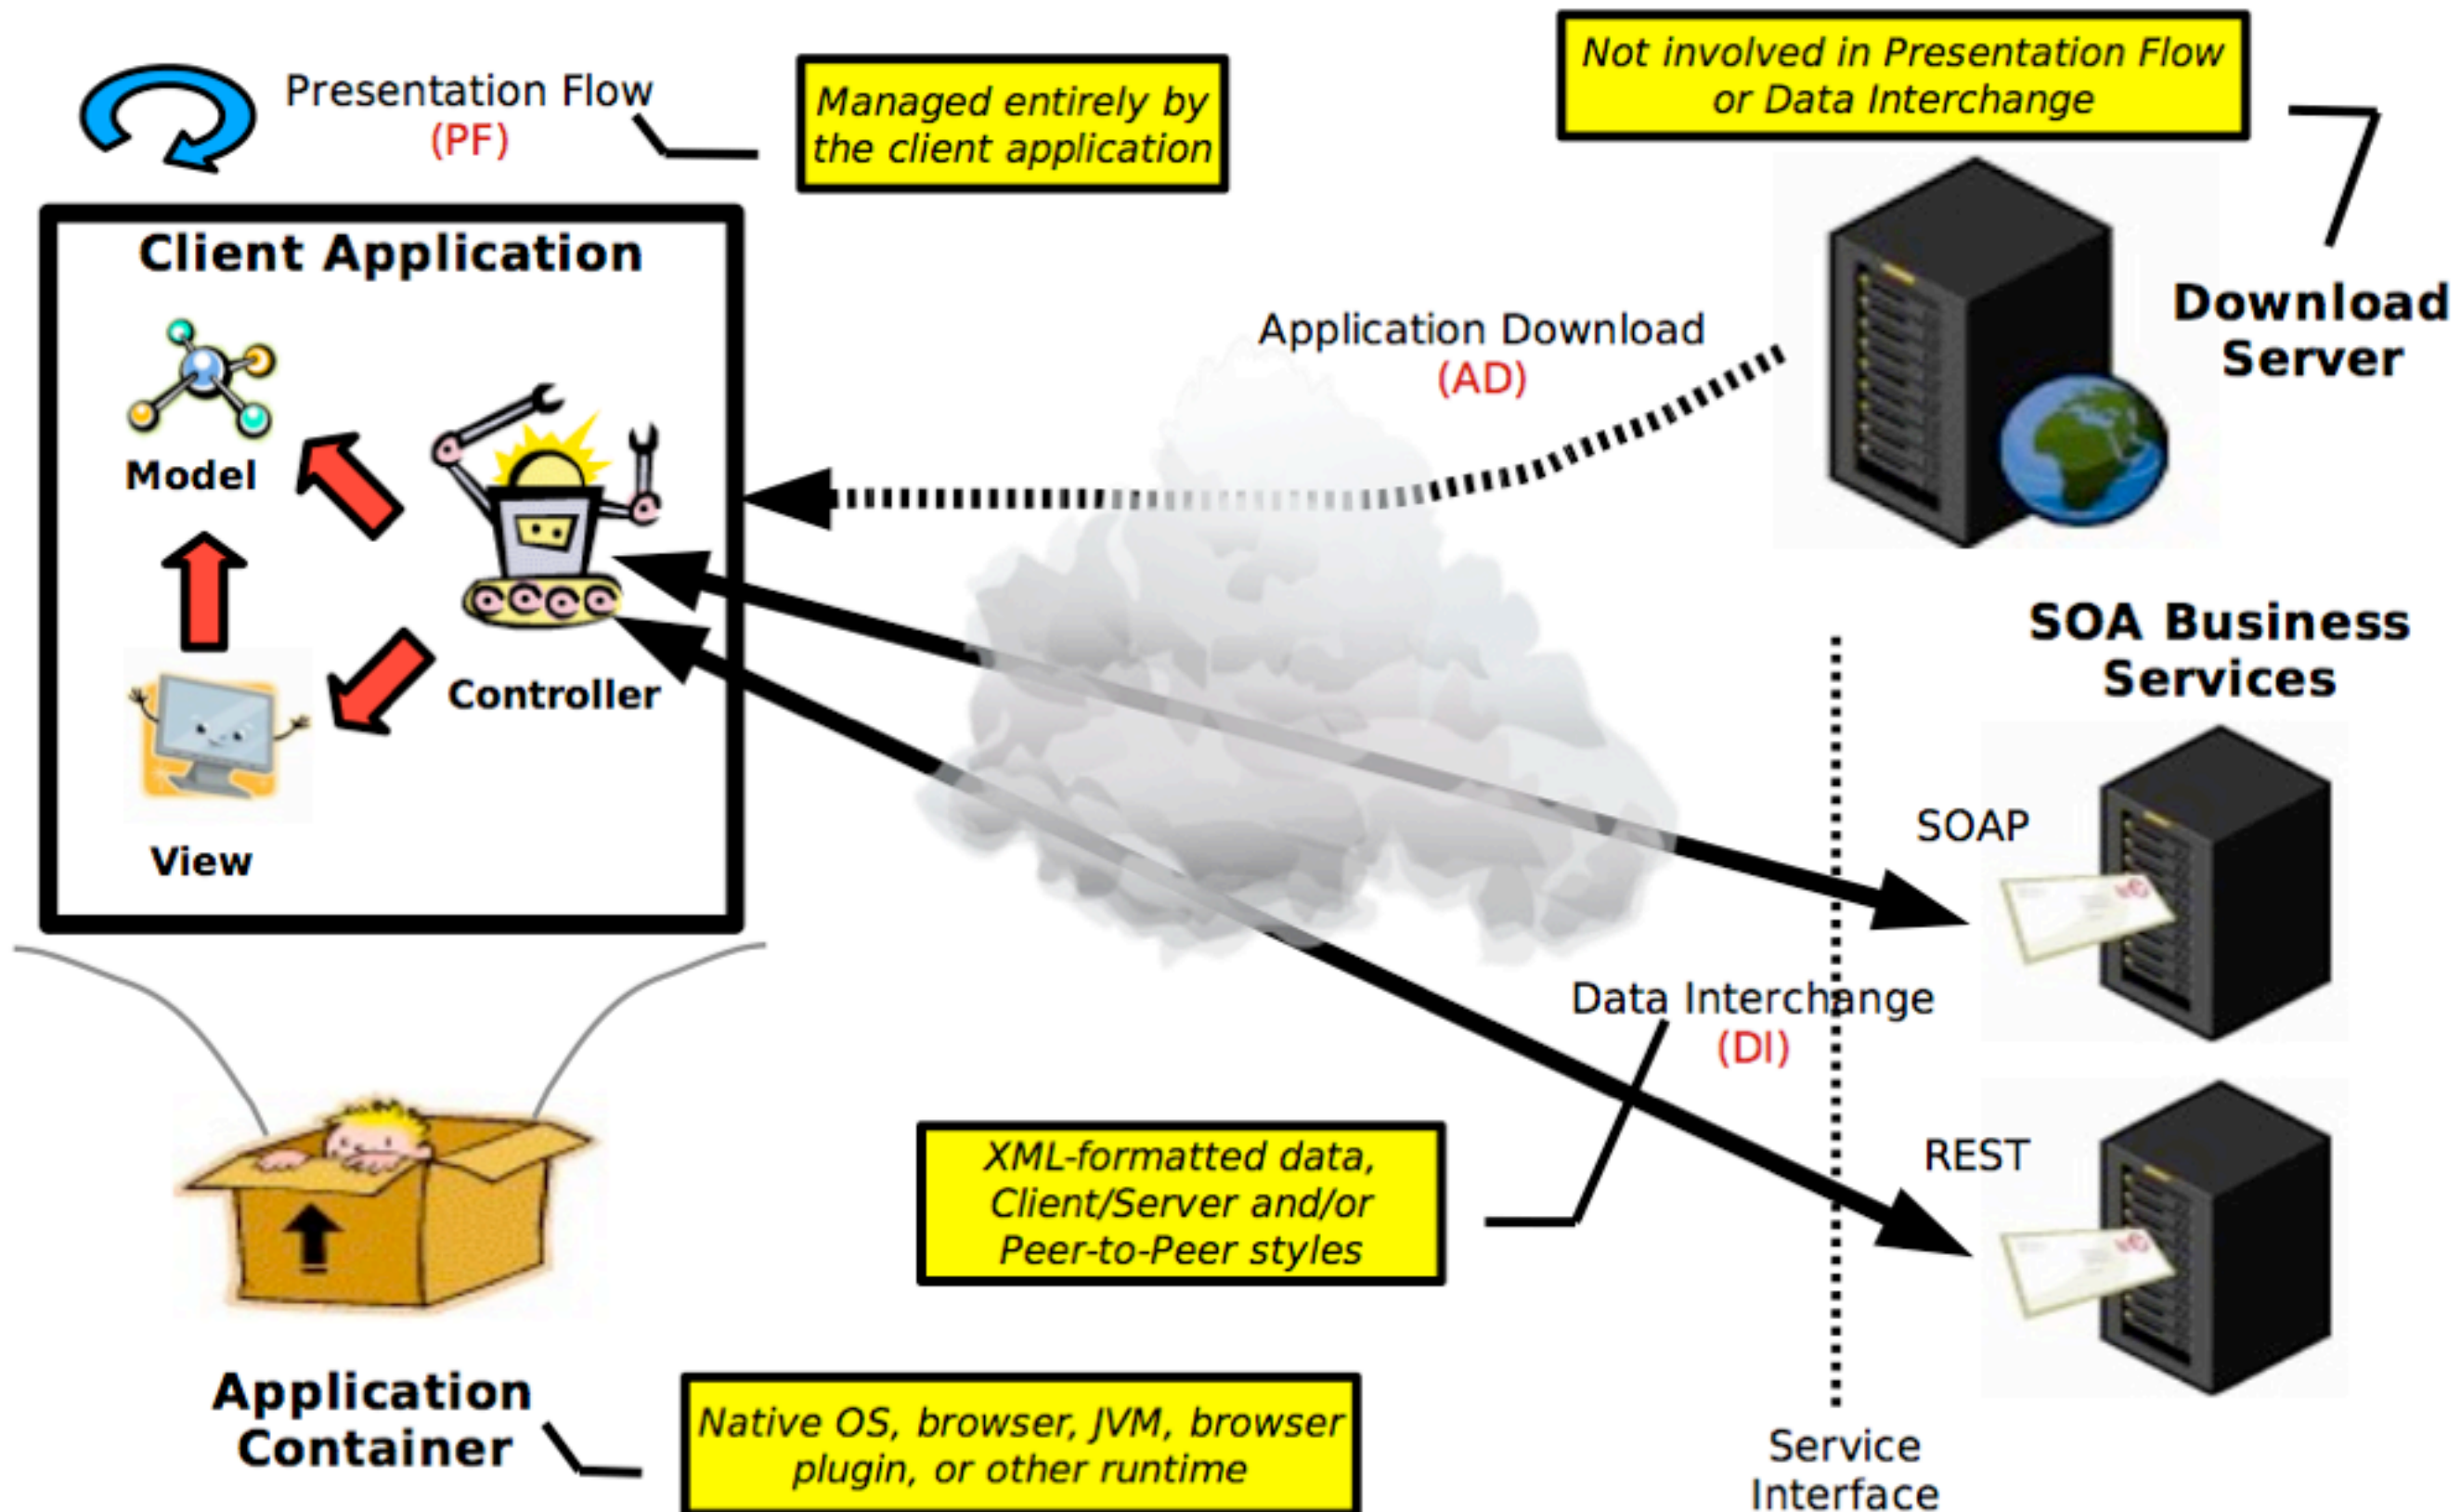 Presentation Flow
(PF)
Managed entirely by
the client application
Not involved in Presentation Flow
or Data Interchange
Client Application
Model
Controller
View
Application Download
(AD)
Download
Server
SOA Business
Services
SOAP
Data Interchange
(DI)
REST
XML-formatted data,
Client/Server and/or
Peer-to-Peer styles
Application
Container
Native OS, browser, JVM, browser
plugin, or other runtime
Service
Interface